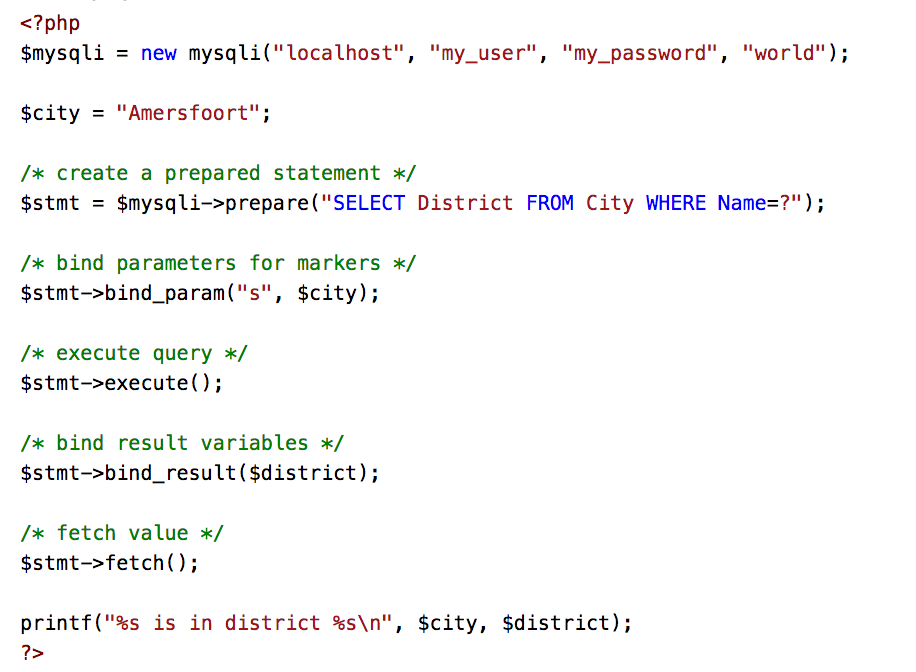 <?php
$mysqli = new mysqli("localhost", "my_user", "my_password", "world");
$city = "Amersfoort";
/* create a prepared statement */
$stmt = $mysqli->prepare("SELECT District FROM City WHERE Name=?");
/* bind parameters for markers */
$stmt->bind_param("s", $city);
/* execute query */
$stmt->execute();
/* bind result variables */
$stmt->bind_result($district);
/* fetch value */
$stmt->fetch();
printf("%s is in district %s\n", $city, $district);
?>